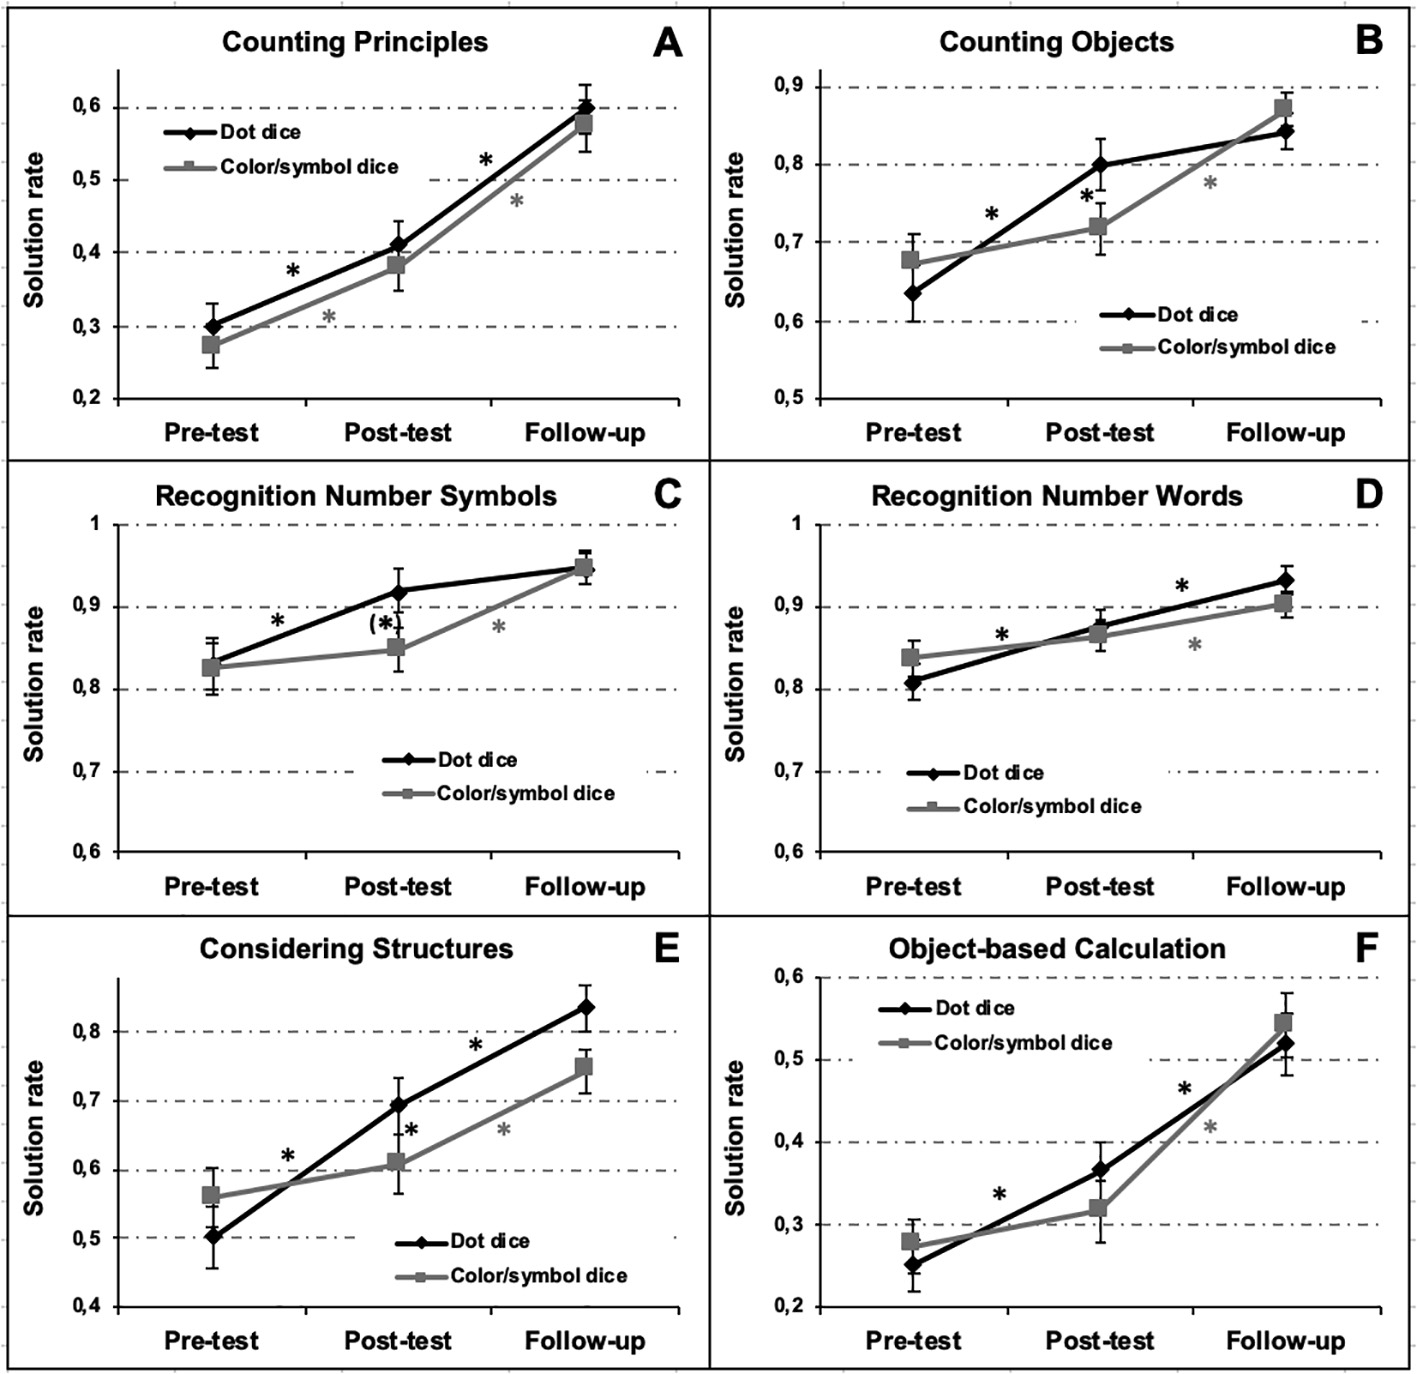 Counting Principles A
Solution rate
0,6
0,5
0,4
0,3
0,2
Dot dice
Color/symbol dice
*
*
*
*
Pre-test Post-test Follow-up
Counting Objects B
Solution rate
0,9
0,8
0,7
0,6
0,5
*
*
*
Dot dice
Color/symbol dice
Pre-test Post-test Follow-up
Recognition Number Symbols C
Solution rate
1
0,9
0,8
0,7
0,6
*
(*)
*
Dot dice
Color/symbol dice
Pre-test Post-test Follow-up
Recognition Number Words D
Solution rate
1
0,9
0,8
0,7
0,6
*
*
*
Dot dice
Color/symbol dice
Pre-test Post-test Follow-up
Considering Structures E
Solution rate
0,8
0,7
0,6
0,5
0,4
*
*
*
*
Dot dice
Color/symbol dice
Pre-test Post-test Follow-up
Object-based Calculation F
Solution rate
0,6
0,5
0,4
0,3
0,2
Dot dice
Color/symbol dice
*
*
*
Pre-test Post-test Follow-up